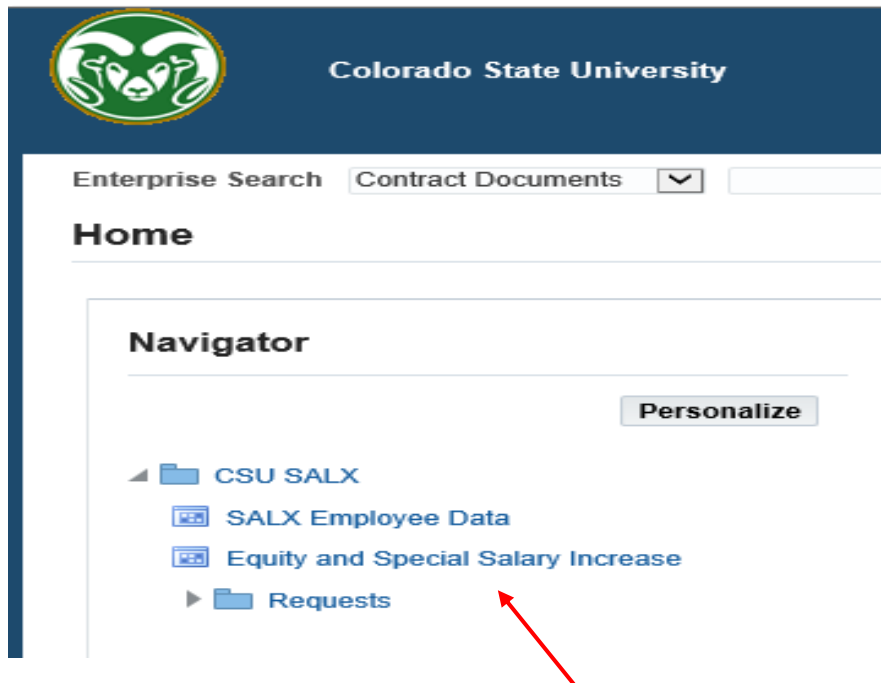 Colorado State University
Enterprise Search Contract Documents
Home
Navigator
Personalize
CSU SALX
SALX Employee Data
Equity and Special Salary Increase
Requests